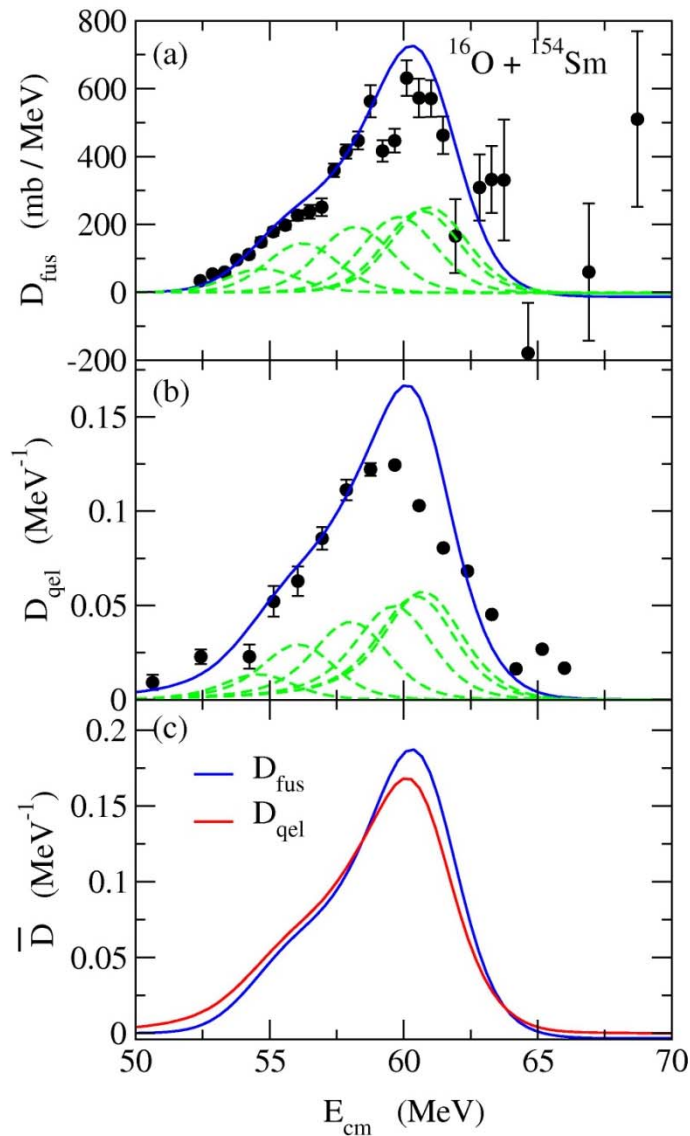 800
(a)
¹⁶O + ¹⁵⁴Sm
600
400
200
0
-200
D_fus (mb / MeV)
(b)
0.15
0.1
0.05
0
D_qel (MeV⁻¹)
(c)
0.2
D_fus
D_qel
0.15
0.1
0.05
0
D̅ (MeV⁻¹)
50 55 60 65 70
E_cm (MeV)